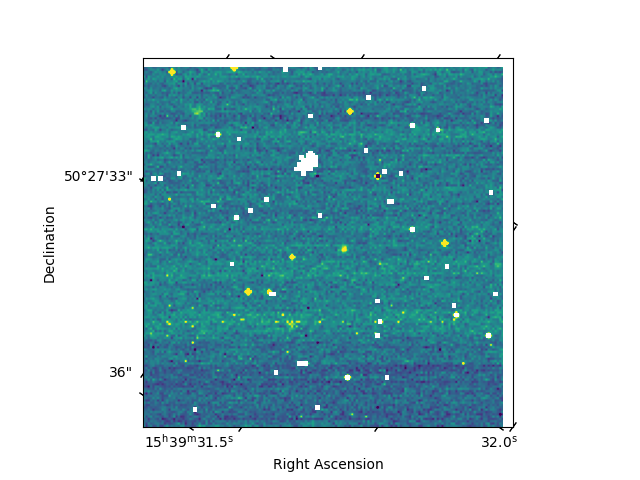 50°27'33"
Declination
36"
15ʰ39ᵐ31.5ˢ
32.0ˢ
Right Ascension